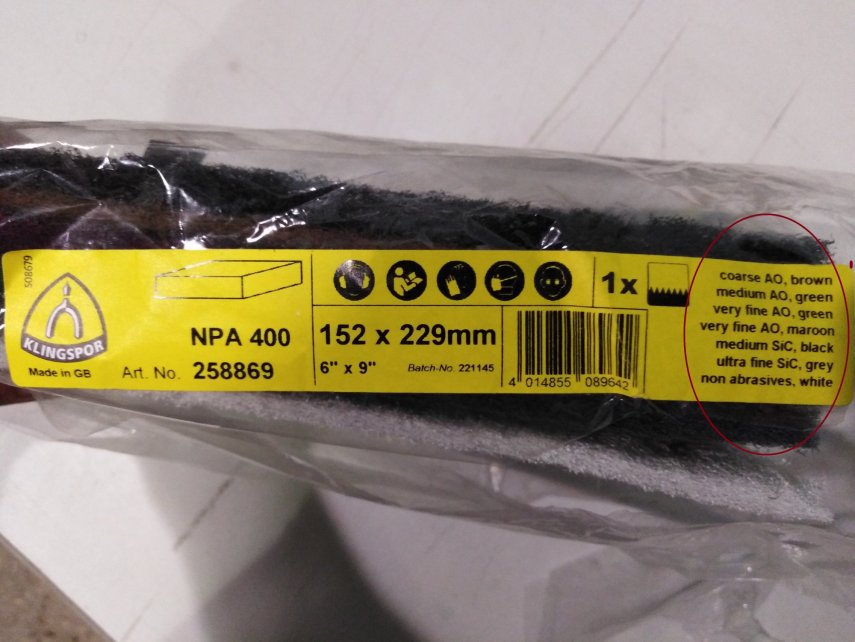 508679
KLINGSPOR
Made in GB
NPA 400
Art. No. 258869
152 x 229mm
6" x 9"
Batch-No. 221145
1x
4 014855 089642
coarse AO, brown
medium AO, green
very fine AO, green
very fine AO, maroon
medium SiC, black
ultra fine SiC, grey
non abrasives, white